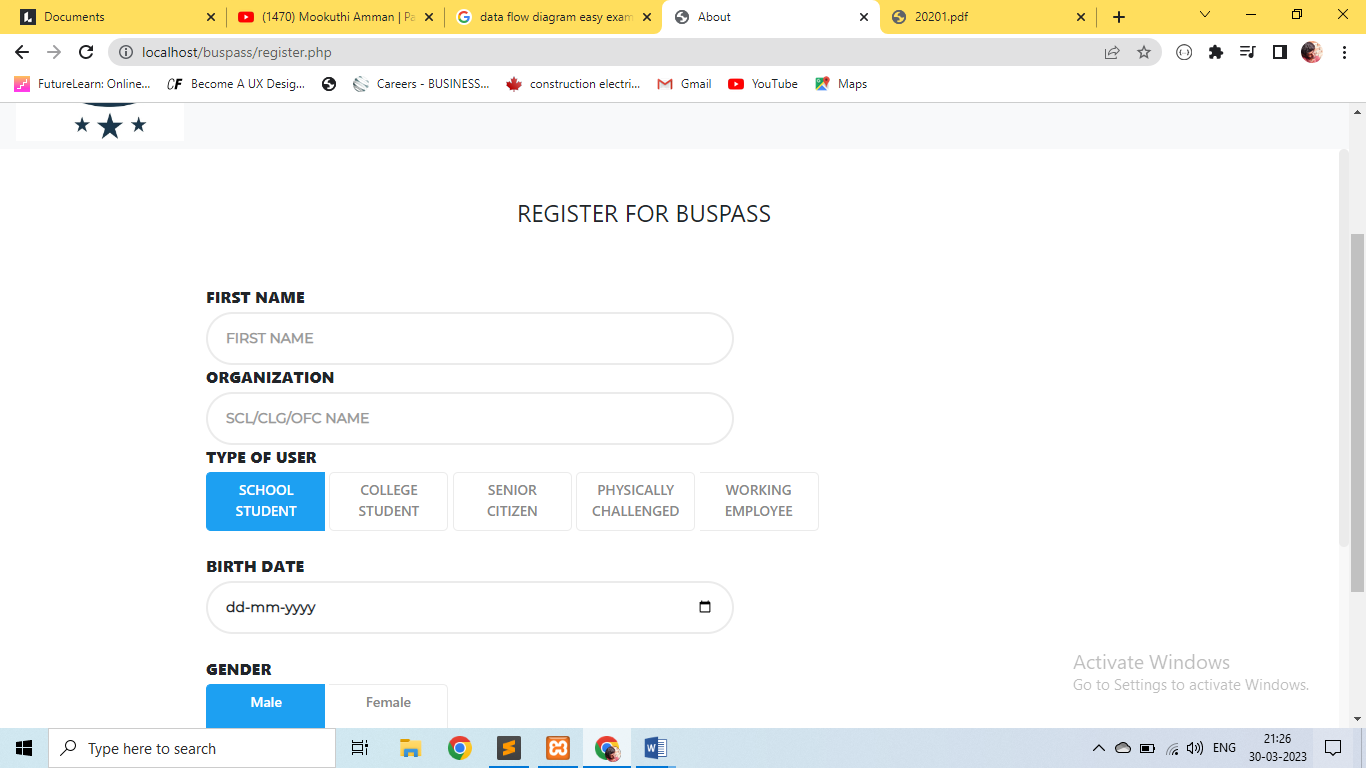 Documents
(1470) Mookuthi Amman | Pa
data flow diagram easy exam
About
20201.pdf
localhost/buspass/register.php
FutureLearn: Online...
CF Become A UX Desig...
Careers - BUSINESS...
construction electri...
Gmail
YouTube
Maps
REGISTER FOR BUSPASS
FIRST NAME
FIRST NAME
ORGANIZATION
SCL/CLG/OFC NAME
TYPE OF USER
SCHOOL STUDENT
COLLEGE STUDENT
SENIOR CITIZEN
PHYSICALLY CHALLENGED
WORKING EMPLOYEE
BIRTH DATE
dd-mm-yyyy
GENDER
Male
Female
Activate Windows
Go to Settings to activate Windows.
Type here to search
ENG
21:26
30-03-2023